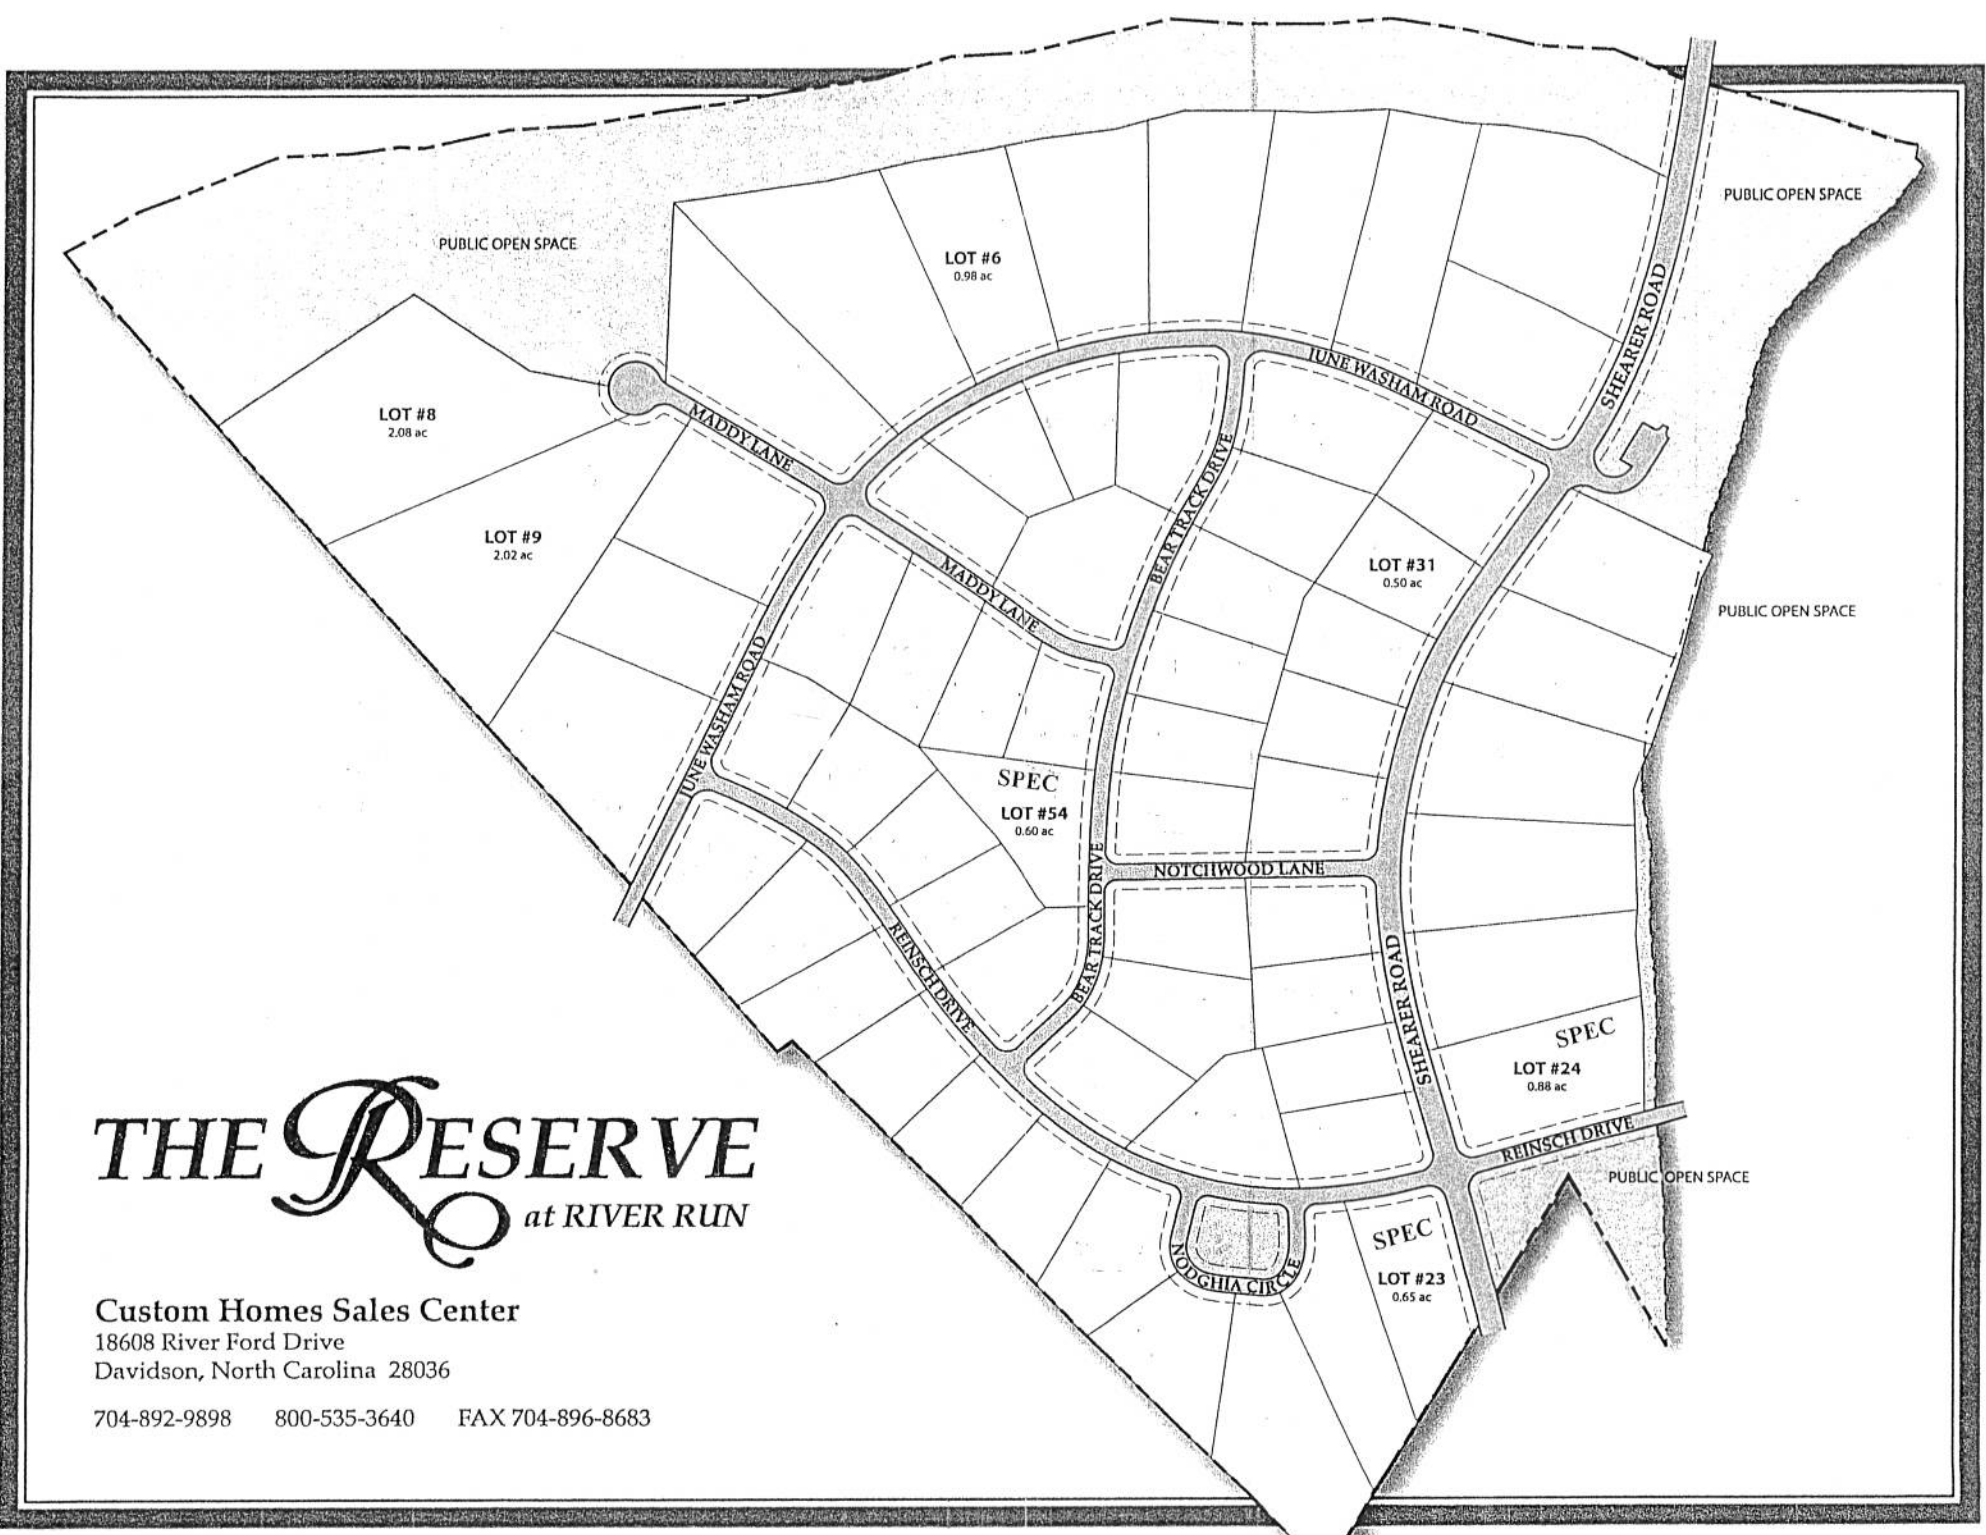 PUBLIC OPEN SPACE
PUBLIC OPEN SPACE
LOT #6
0.98 ac
SHEARER ROAD
JUNE WASHAM ROAD
LOT #8
2.08 ac
MADDY LANE
BEAR TRACK DRIVE
LOT #9
2.02 ac
MADDY LANE
LOT #31
0.50 ac
PUBLIC OPEN SPACE
JUNE WASHAM ROAD
SPEC
LOT #54
0.60 ac
NOTCHWOOD LANE
BEAR TRACK DRIVE
REINSCH DRIVE
SHEARER ROAD
SPEC
LOT #24
0.88 ac
REINSCH DRIVE
PUBLIC OPEN SPACE
NODGHIA CIRCLE
SPEC
LOT #23
0.65 ac
THE RESERVE
at RIVER RUN
Custom Homes Sales Center
18608 River Ford Drive
Davidson, North Carolina 28036
704-892-9898 800-535-3640 FAX 704-896-8683